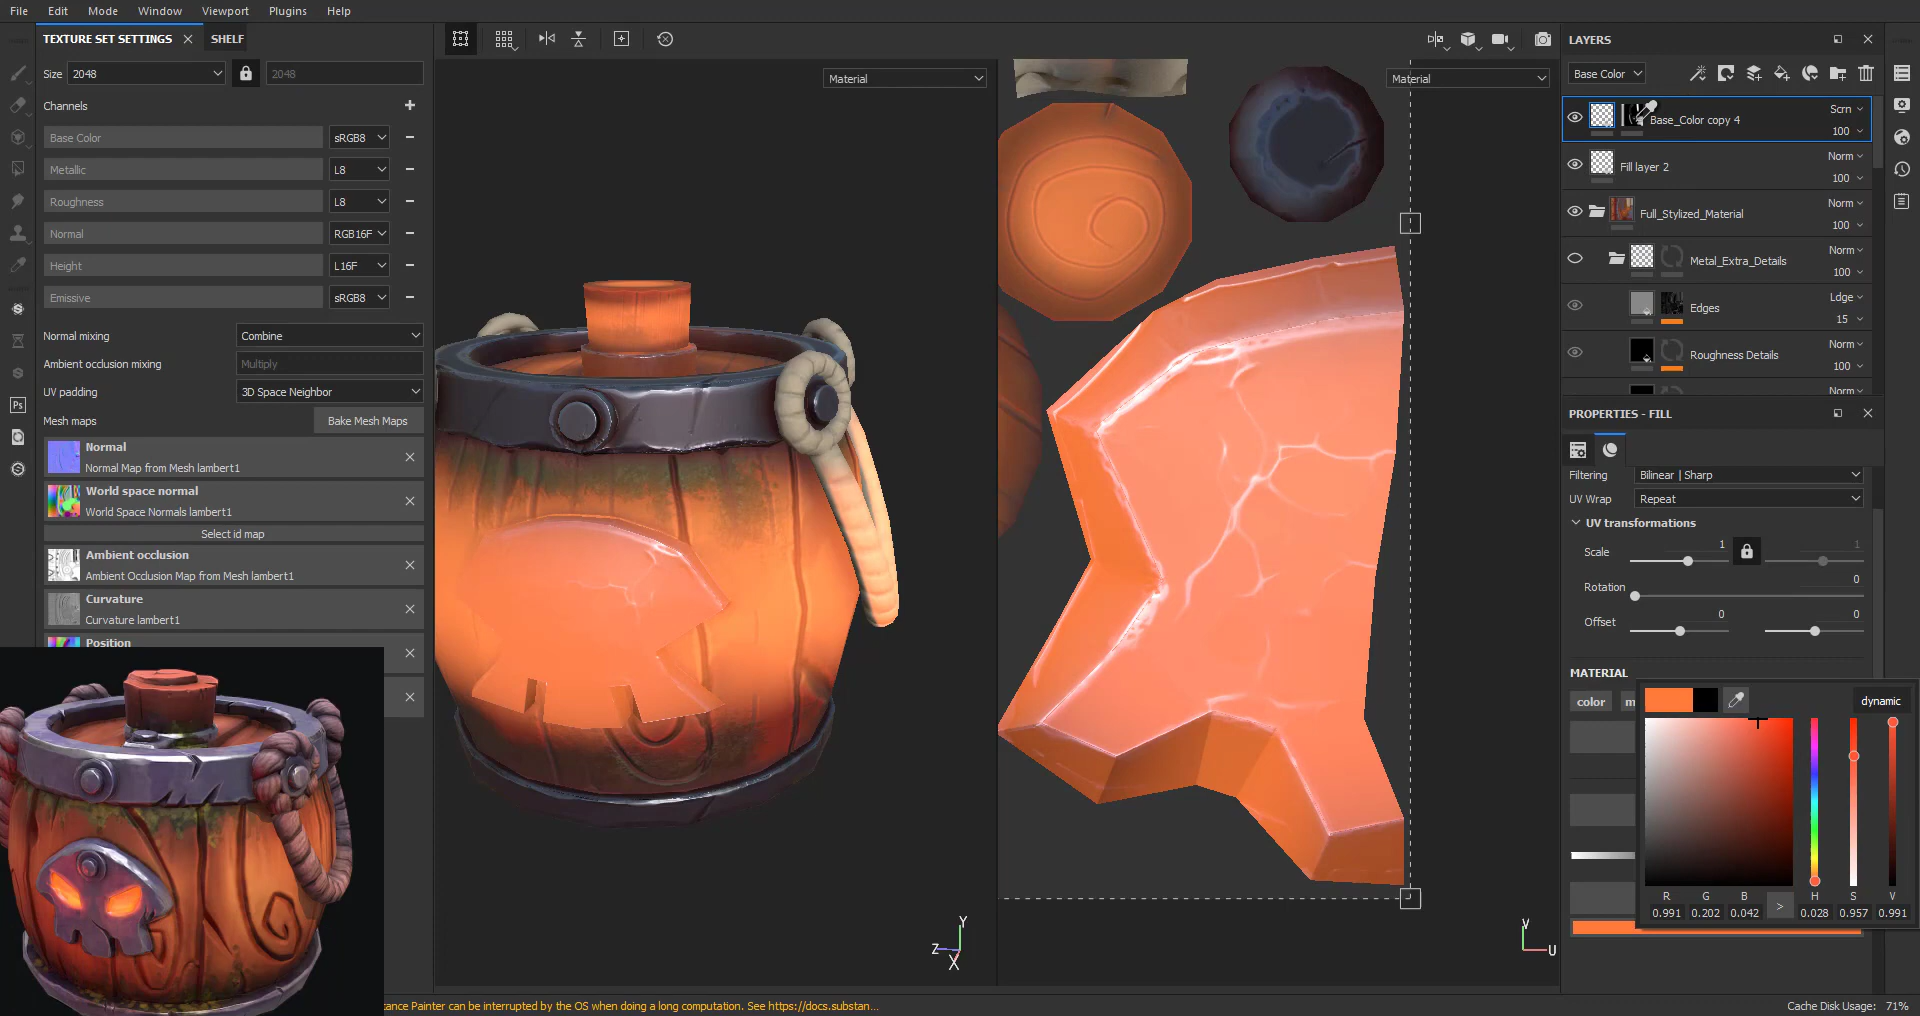 File Edit Mode Window Viewport Plugins Help
TEXTURE SET SETTINGS SHELF
Size 2048 2048
Channels
Base Color sRGB8
Metallic L8
Roughness L8
Normal RGB16F
Height L16F
Emissive sRGB8
Normal mixing Combine
Ambient occlusion mixing Multiply
UV padding 3D Space Neighbor
Mesh maps Bake Mesh Maps
Normal
Normal Map from Mesh lambert1
World space normal
World Space Normals lambert1
Select id map
Ambient occlusion
Ambient Occlusion Map from Mesh lambert1
Curvature
Curvature lambert1
Position
Ps
Material
Material
Y
Z
X
V
U
LAYERS
Base Color
Base_Color copy 4 Scrn 100
Fill layer 2 Norm 100
Full_Stylized_Material Norm 100
Metal_Extra_Details Norm 100
Edges Ldge 15
Roughness Details Norm 100
Norm
PROPERTIES - FILL
Filtering Bilinear | Sharp
UV Wrap Repeat
UV transformations
Scale 1 1
Rotation 0
Offset 0 0
MATERIAL
color m
dynamic
R G B H S V
0.991 0.202 0.042 > 0.028 0.957 0.991
tance Painter can be interrupted by the OS when doing a long computation. See https://docs.substan...
Cache Disk Usage: 71%